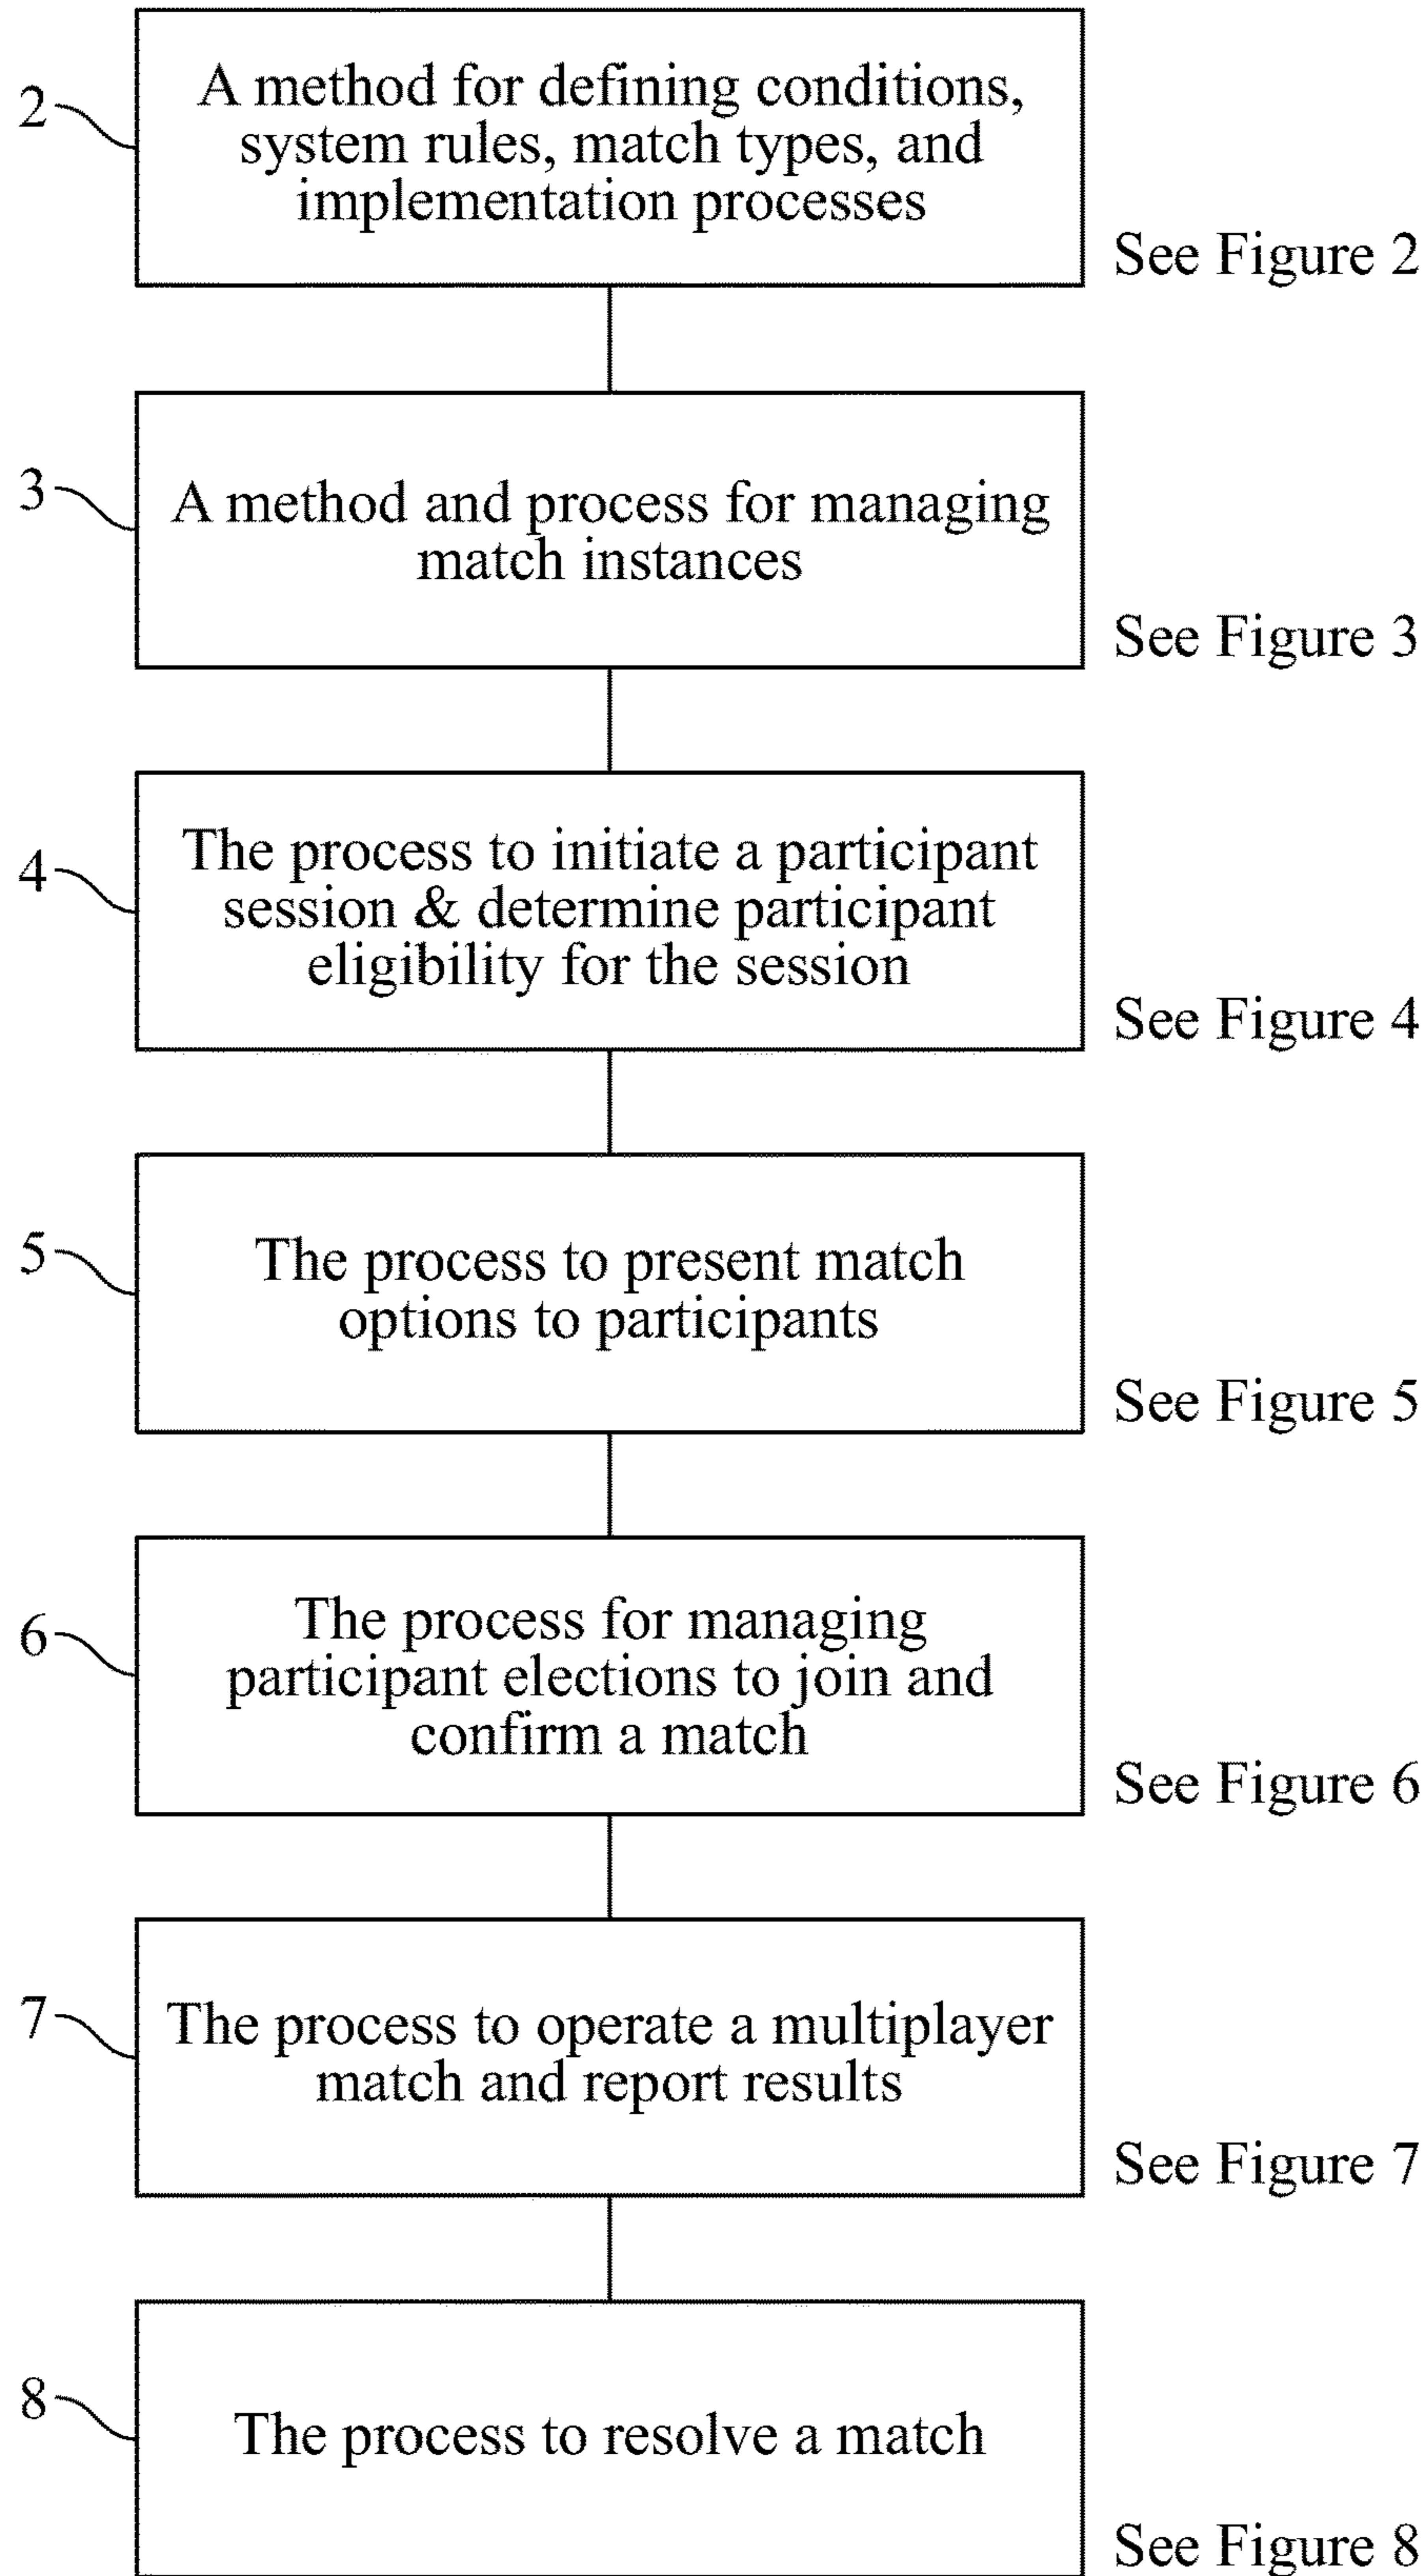 2
A method for defining conditions,
system rules, match types, and
implementation processes
See Figure 2
3
A method and process for managing
match instances
See Figure 3
4
The process to initiate a participant
session & determine participant
eligibility for the session
See Figure 4
5
The process to present match
options to participants
See Figure 5
6
The process for managing
participant elections to join and
confirm a match
See Figure 6
7
The process to operate a multiplayer
match and report results
See Figure 7
8
The process to resolve a match
See Figure 8